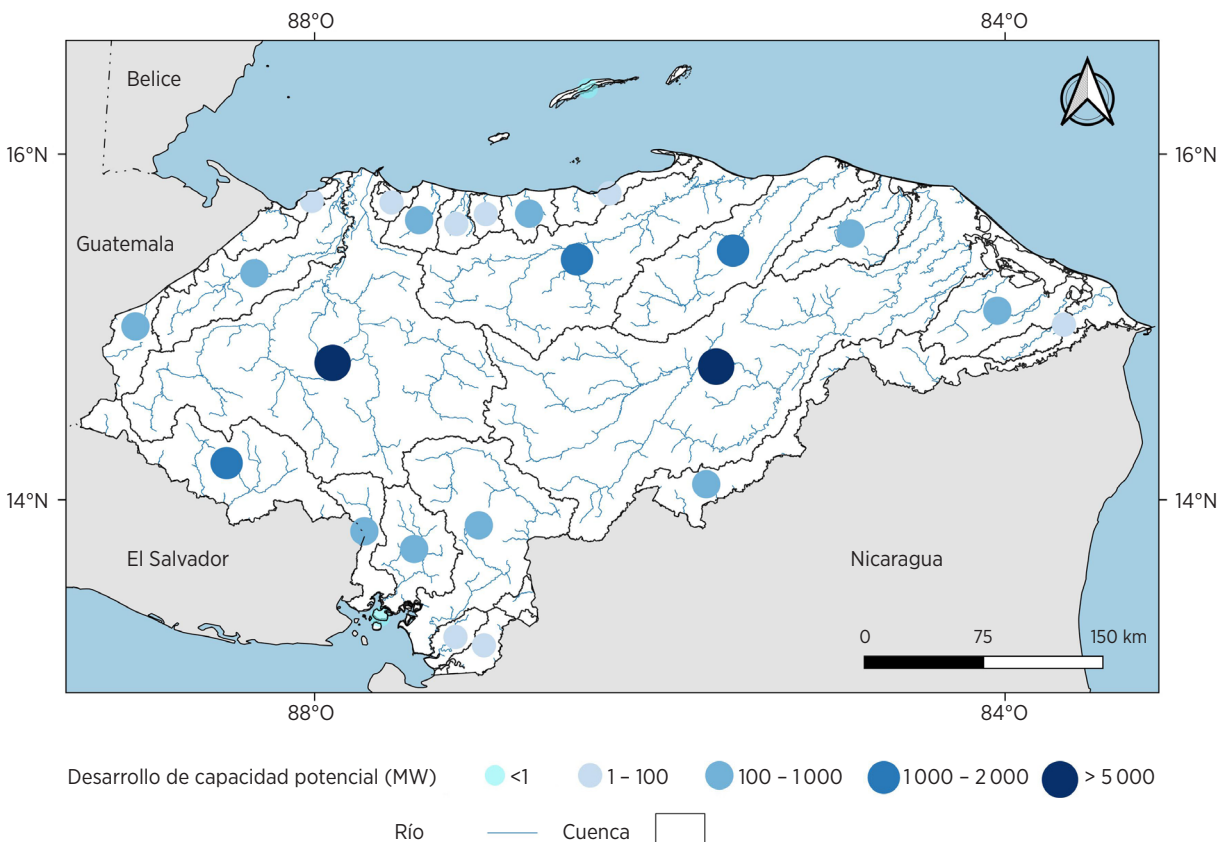 88°O 84°O
Belice
16°N 16°N
Guatemala
14°N 14°N
El Salvador Nicaragua
0 75 150 km
88°O 84°O
Desarrollo de capacidad potencial (MW) <1 1 – 100 100 – 1 000 1 000 – 2 000 > 5 000
Río Cuenca